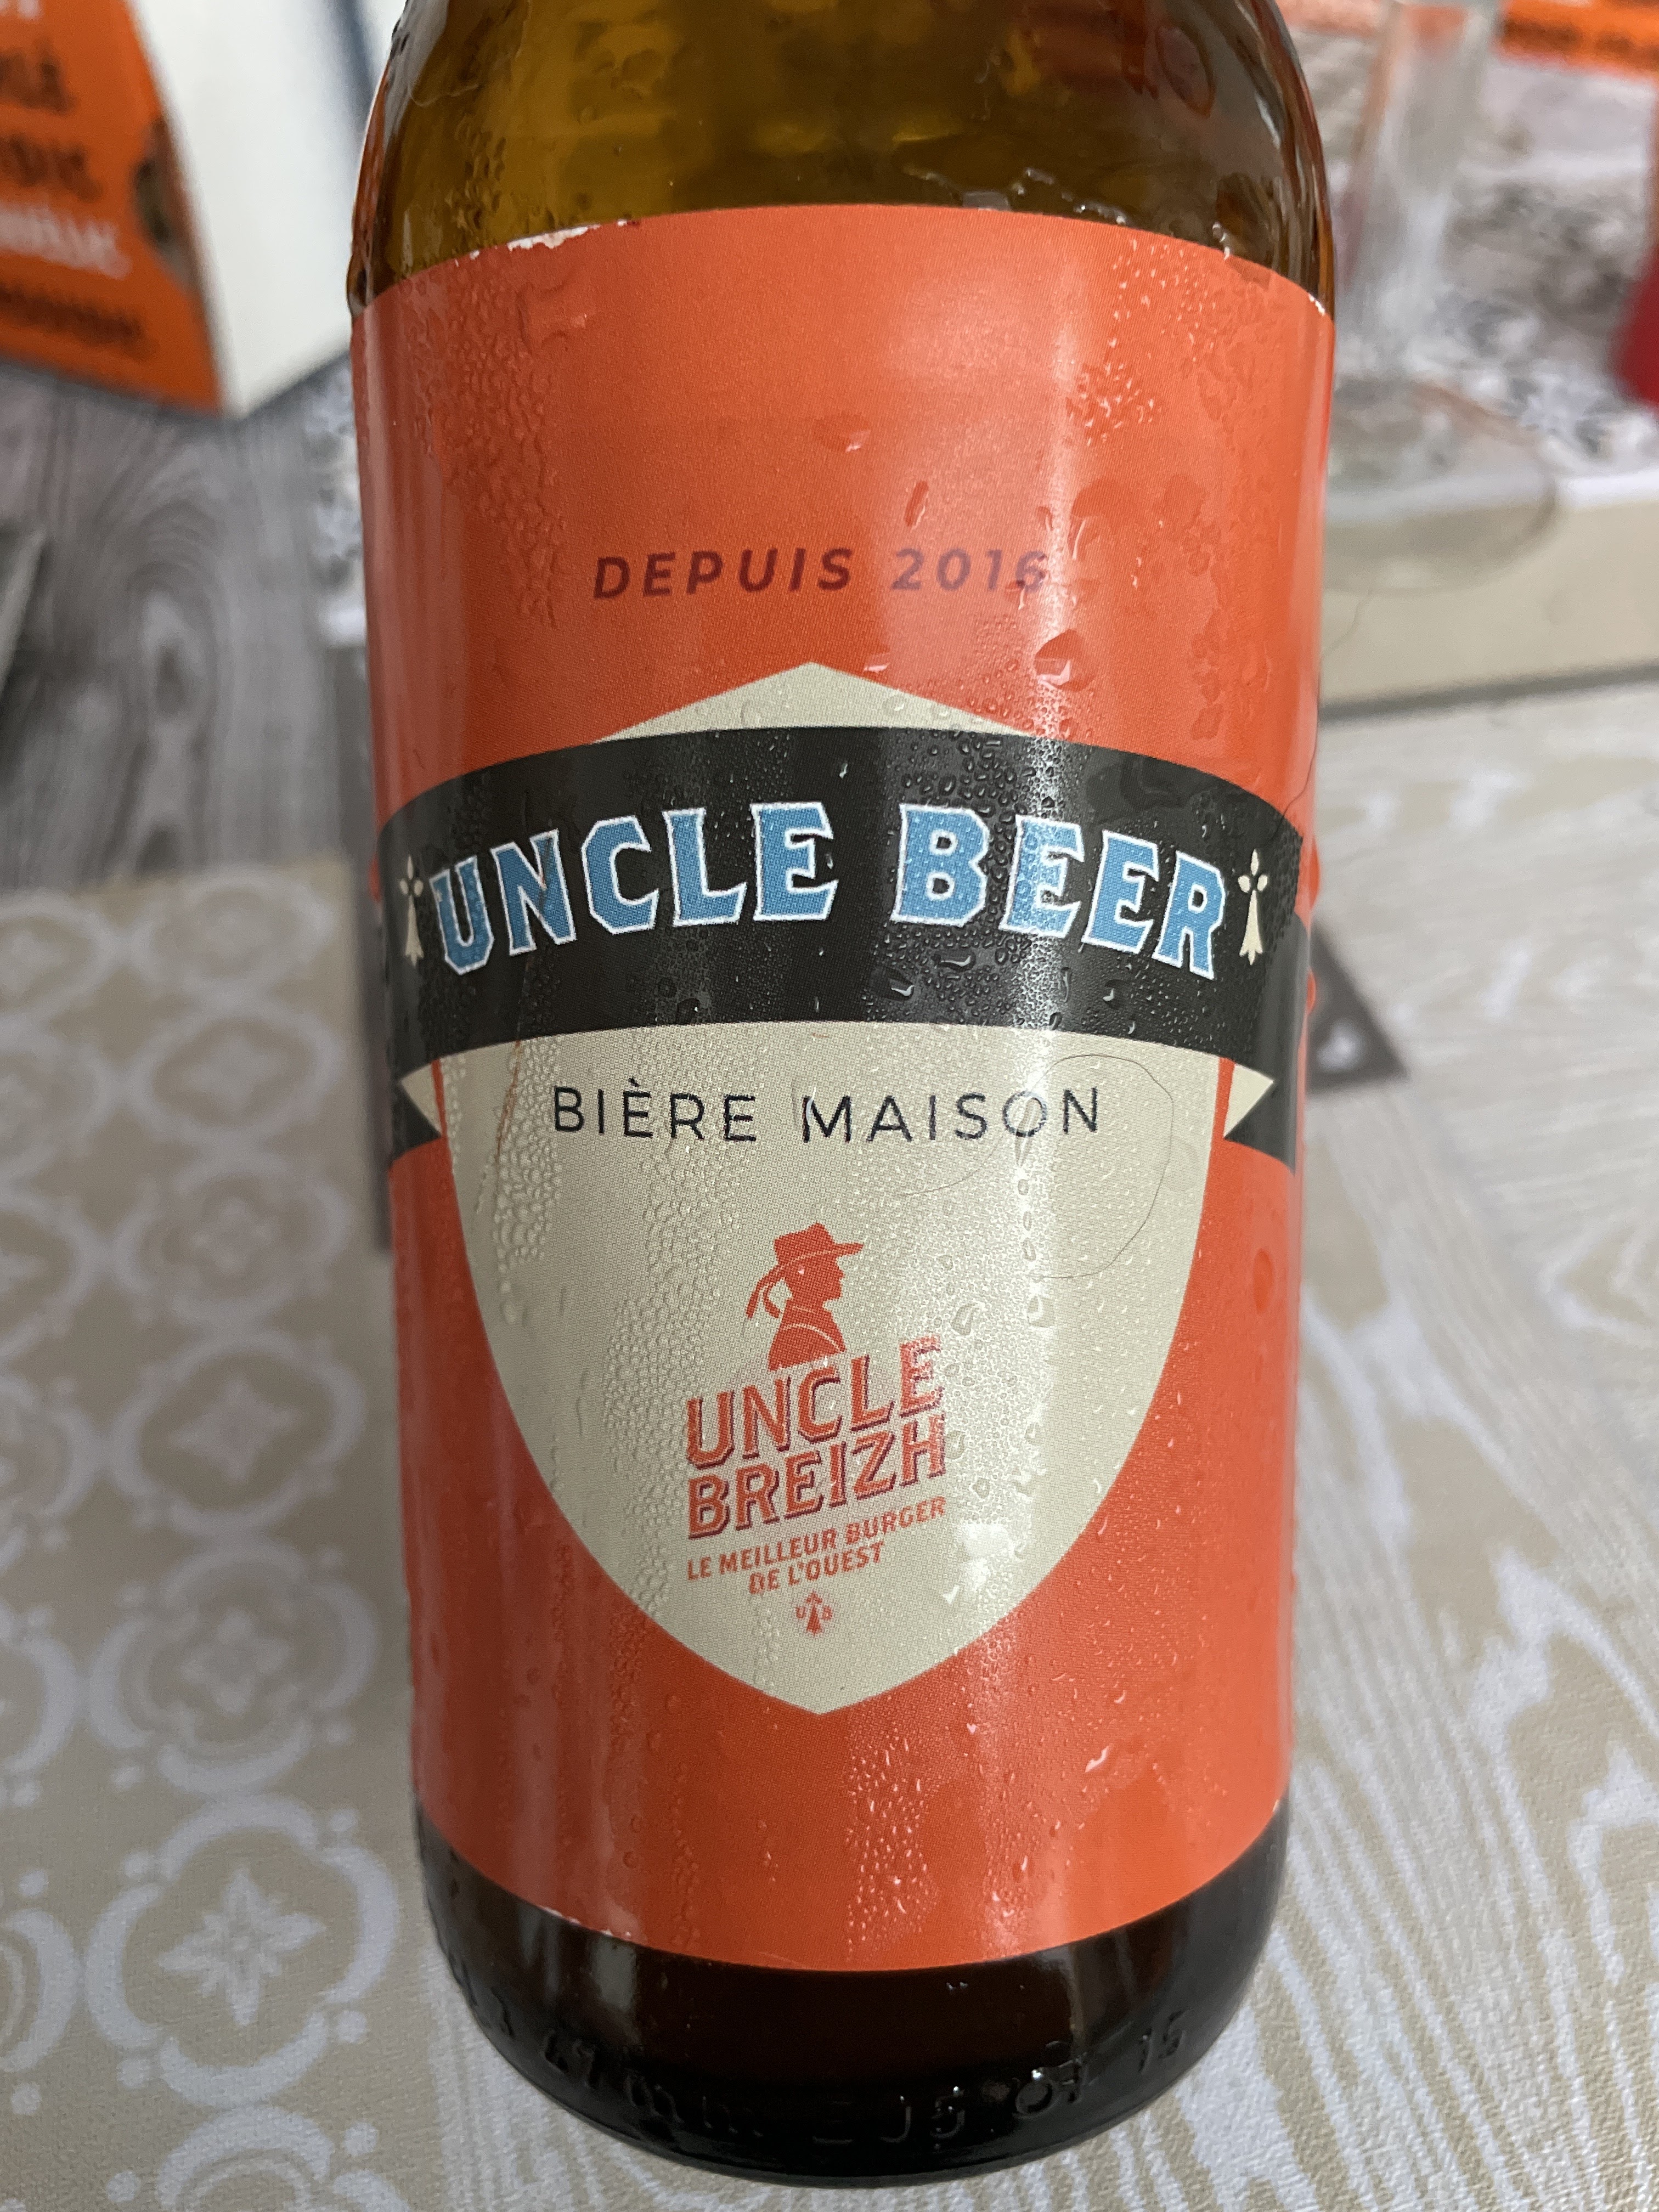 DEPUIS 2016
UNCLE BEER
BIÈRE MAISON
UNCLE
BREIZH
LE MEILLEUR BURGER
DE L'OUEST
U B